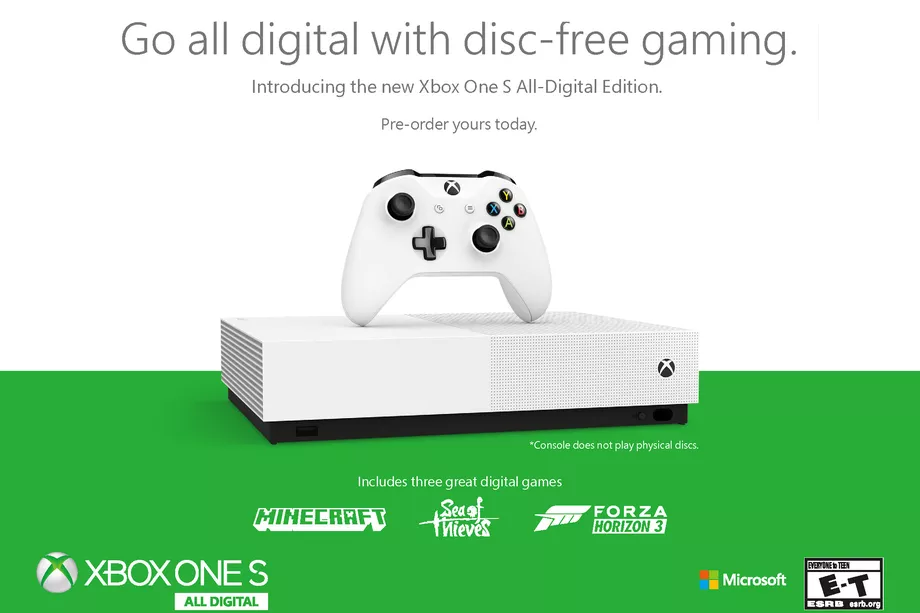 Go all digital with disc-free gaming.
Introducing the new Xbox One S All-Digital Edition.
Pre-order yours today.
Y
X
B
A
*Console does not play physical discs.
Includes three great digital games
MINECRAFT
Sea of
Thieves
FORZA
HORIZON 3
XBOX ONE S
ALL DIGITAL
Microsoft
EVERYONE to TEEN
E-T
ESRB esrb.org